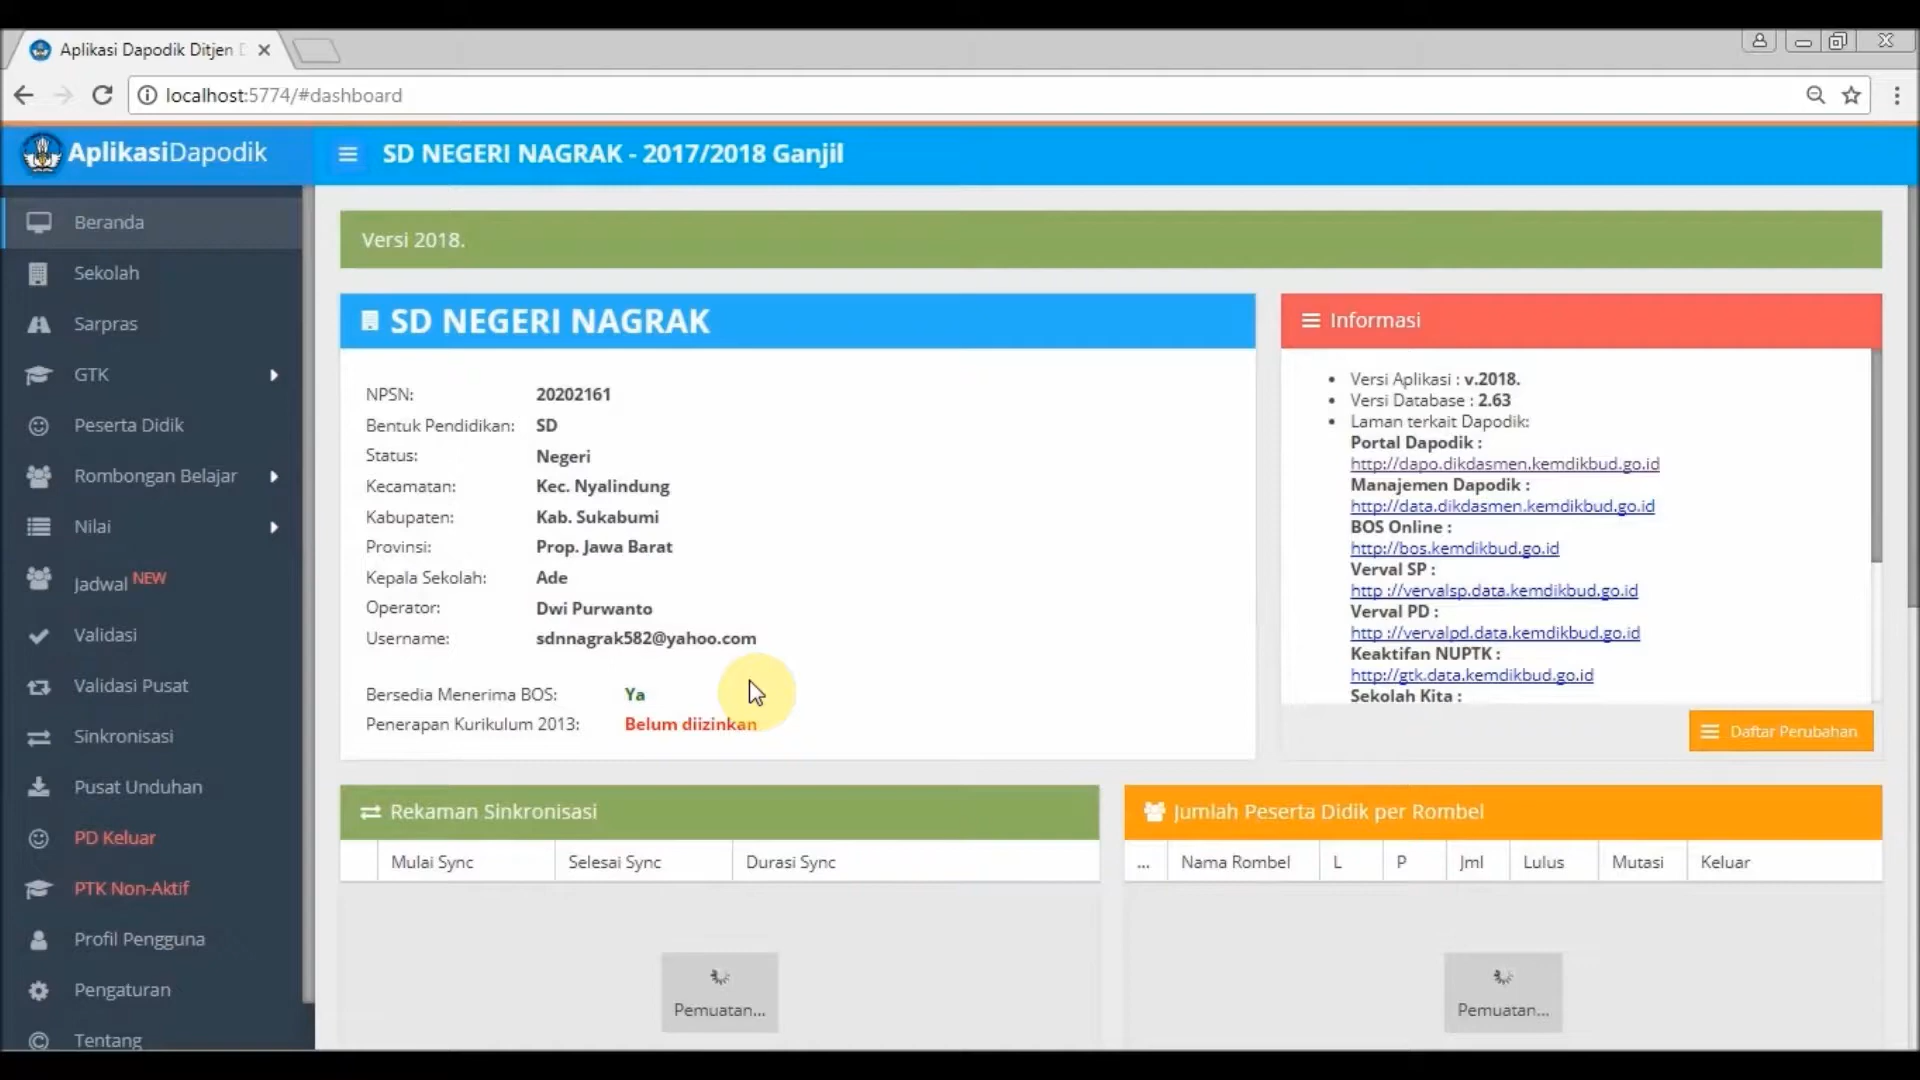 Aplikasi Dapodik Ditjen
localhost:5774/#dashboard
AplikasiDapodik
SD NEGERI NAGRAK - 2017/2018 Ganjil
Beranda
Sekolah
Sarpras
GTK
Peserta Didik
Rombongan Belajar
Nilai
Jadwal NEW
Validasi
Validasi Pusat
Sinkronisasi
Pusat Unduhan
PD Keluar
PTK Non-Aktif
Profil Pengguna
Pengaturan
Tentang
Versi 2018.
SD NEGERI NAGRAK
NPSN: 20202161
Bentuk Pendidikan: SD
Status: Negeri
Kecamatan: Kec. Nyalindung
Kabupaten: Kab. Sukabumi
Provinsi: Prop. Jawa Barat
Kepala Sekolah: Ade
Operator: Dwi Purwanto
Username: sdnnagrak582@yahoo.com
Bersedia Menerima BOS: Ya
Penerapan Kurikulum 2013: Belum diizinkan
Informasi
Versi Aplikasi : v.2018.
Versi Database : 2.63
Laman terkait Dapodik:
Portal Dapodik :
http://dapo.dikdasmen.kemdikbud.go.id
Manajemen Dapodik :
http://data.dikdasmen.kemdikbud.go.id
BOS Online :
http://bos.kemdikbud.go.id
Verval SP :
http ://vervalsp.data.kemdikbud.go.id
Verval PD :
http ://vervalpd.data.kemdikbud.go.id
Keaktifan NUPTK :
http://gtk.data.kemdikbud.go.id
Sekolah Kita :
Daftar Perubahan
Rekaman Sinkronisasi
Mulai Sync Selesai Sync Durasi Sync
Pemuatan...
Jumlah Peserta Didik per Rombel
... Nama Rombel L P Jml Lulus Mutasi Keluar
Pemuatan...